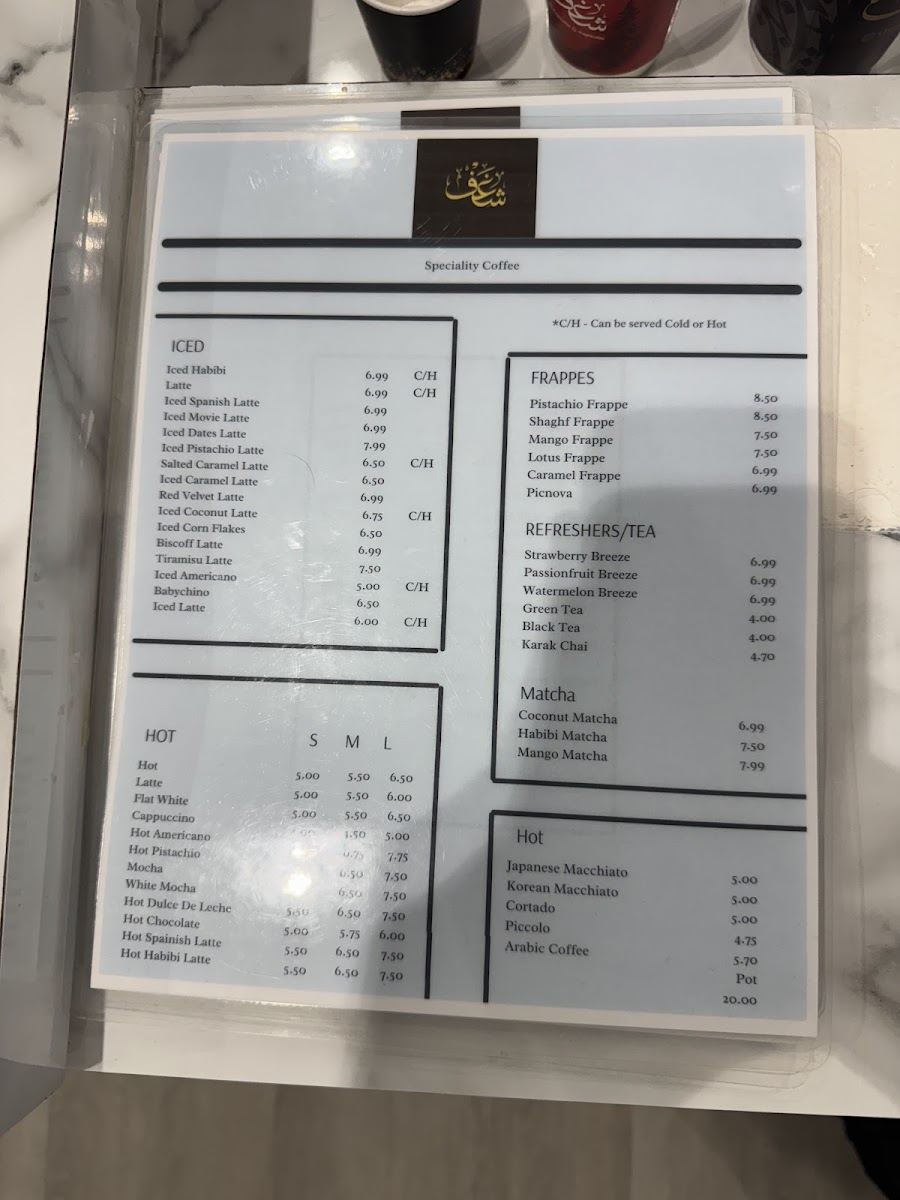 شغف
شغف
Speciality Coffee
*C/H - Can be served Cold or Hot
ICED
Iced Habibi
Latte 6.99 C/H
Iced Spanish Latte 6.99 C/H
Iced Movie Latte 6.99
Iced Dates Latte 6.99
Iced Pistachio Latte 7.99
Salted Caramel Latte 6.50 C/H
Iced Caramel Latte 6.50
Red Velvet Latte 6.99
Iced Coconut Latte 6.75 C/H
Iced Corn Flakes 6.50
Biscoff Latte 6.99
Tiramisu Latte 7.50
Iced Americano 5.00 C/H
Babychino 6.50
Iced Latte 6.00 C/H
HOT S M L
Hot
Latte 5.00 5.50 6.50
Flat White 5.00 5.50 6.00
Cappuccino 5.00 5.50 6.50
Hot Americano 4.50 5.00
Hot Pistachio 6.75 7.75
Mocha 6.50 7.50
White Mocha 6.50 7.50
Hot Dulce De Leche 5.50 6.50 7.50
Hot Chocolate 5.00 5.75 6.00
Hot Spainish Latte 5.50 6.50 7.50
Hot Habibi Latte 5.50 6.50 7.50
FRAPPES
Pistachio Frappe 8.50
Shaghf Frappe 8.50
Mango Frappe 7.50
Lotus Frappe 7.50
Caramel Frappe 6.99
Picnova 6.99
REFRESHERS/TEA
Strawberry Breeze 6.99
Passionfruit Breeze 6.99
Watermelon Breeze 6.99
Green Tea 4.00
Black Tea 4.00
Karak Chai 4.70
Matcha
Coconut Matcha 6.99
Habibi Matcha 7.50
Mango Matcha 7.99
Hot
Japanese Macchiato 5.00
Korean Macchiato 5.00
Cortado 5.00
Piccolo 4.75
Arabic Coffee 5.70
Pot
20.00